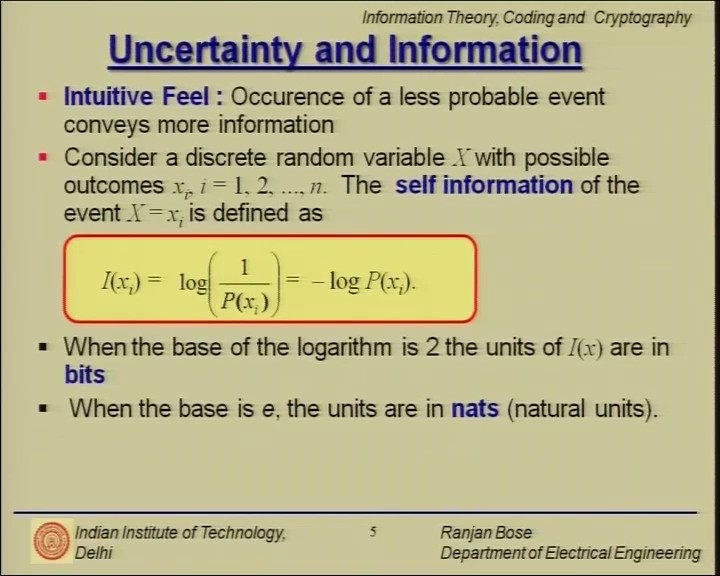 Information Theory, Coding and Cryptography
Uncertainty and Information
▪ Intuitive Feel : Occurence of a less probable event
conveys more information
▪ Consider a discrete random variable X with possible
outcomes xᵢ, i = 1, 2, ..., n. The self information of the
event X = xᵢ is defined as
I(xᵢ) = log(1/P(xᵢ)) = – log P(xᵢ).
▪ When the base of the logarithm is 2 the units of I(x) are in
bits
▪ When the base is e, the units are in nats (natural units).
Indian Institute of Technology,
Delhi
5
Ranjan Bose
Department of Electrical Engineering